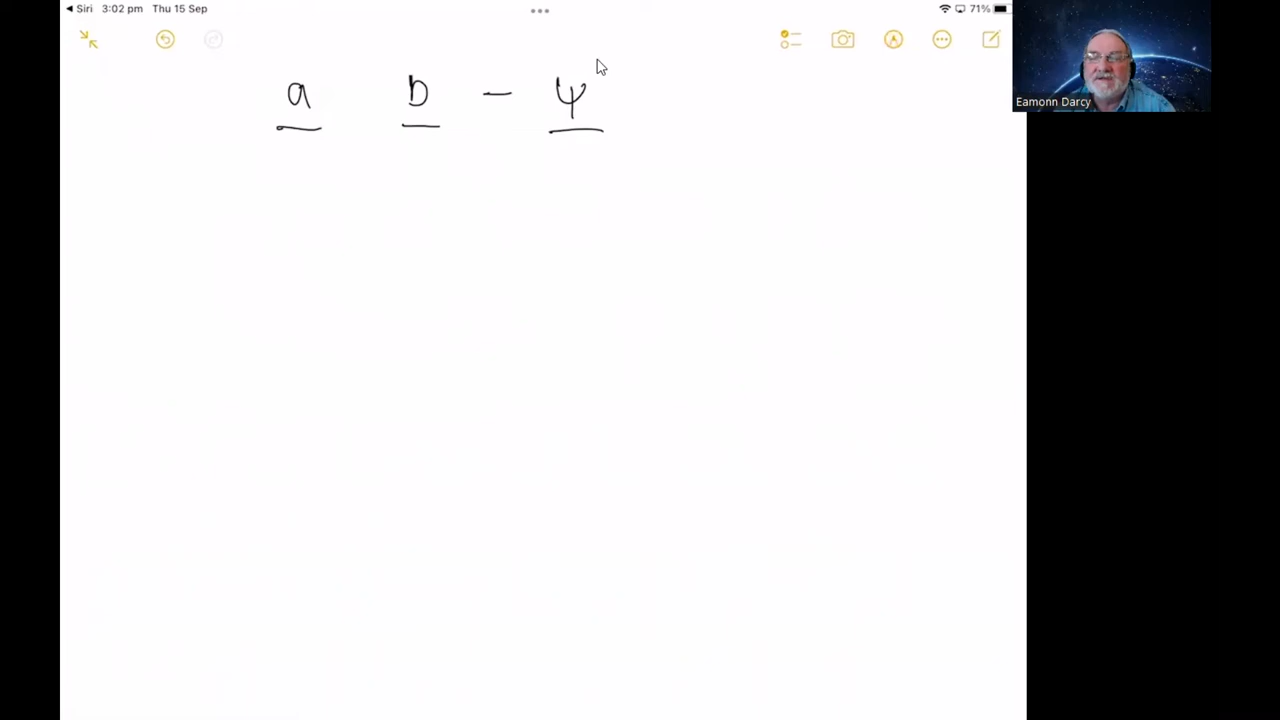 Siri 3:02 pm Thu 15 Sep 71%
a b - ψ
Eamonn Darcy